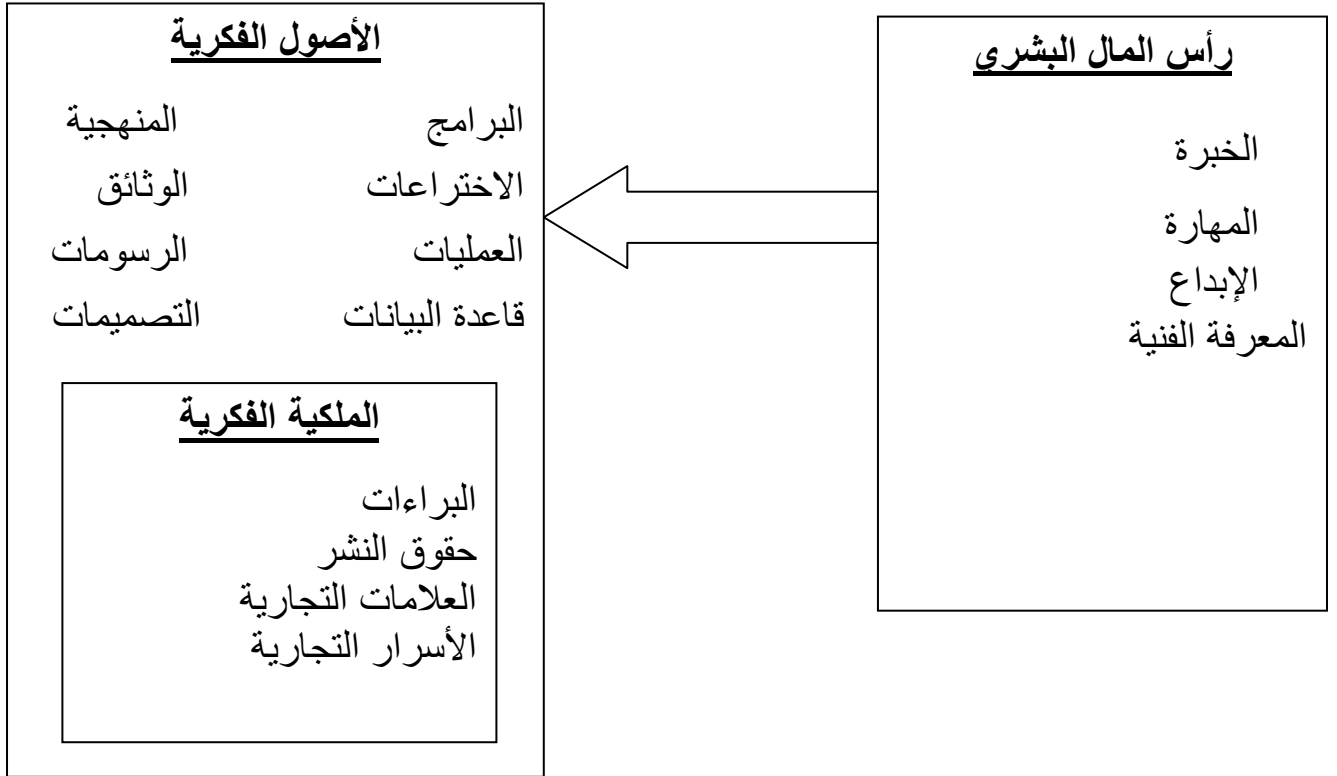 رأس المال البشري
الخبرة
المهارة
الإبداع
المعرفة الفنية
الأصول الفكرية
البرامج المنهجية
الاختراعات الوثائق
العمليات الرسومات
قاعدة البيانات التصميمات
الملكية الفكرية
البراءات
حقوق النشر
العلامات التجارية
الأسرار التجارية